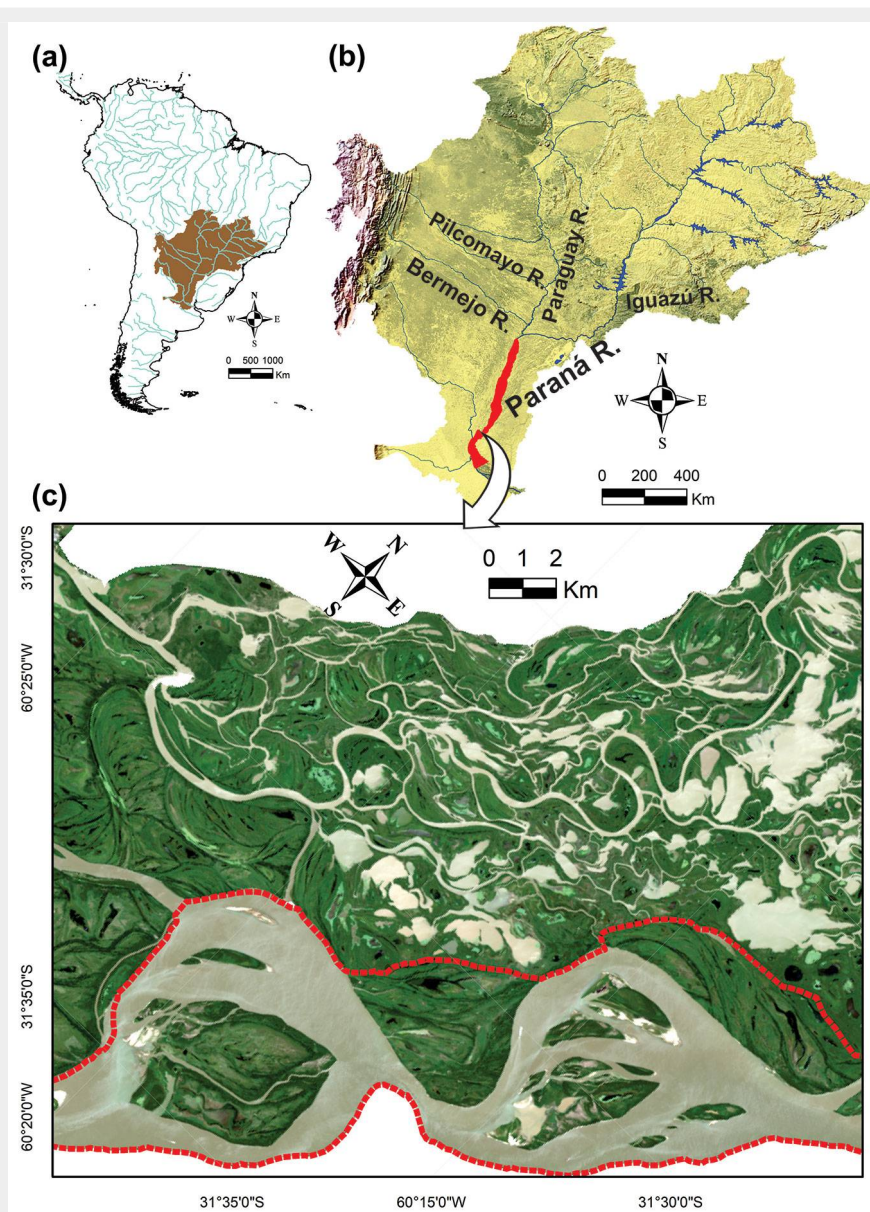 (a)
N
W E
S
0 500 1000
Km
(b)
Pilcomayo R.
Bermejo R.
Paraguay R.
Iguazú R.
Paraná R.
N
W E
S
0 200 400
Km
(c)
31°30'0"S
60°25'0"W
31°35'0"S
60°20'0"W
W N
S E
0 1 2
Km
31°35'0"S 60°15'0"W 31°30'0"S